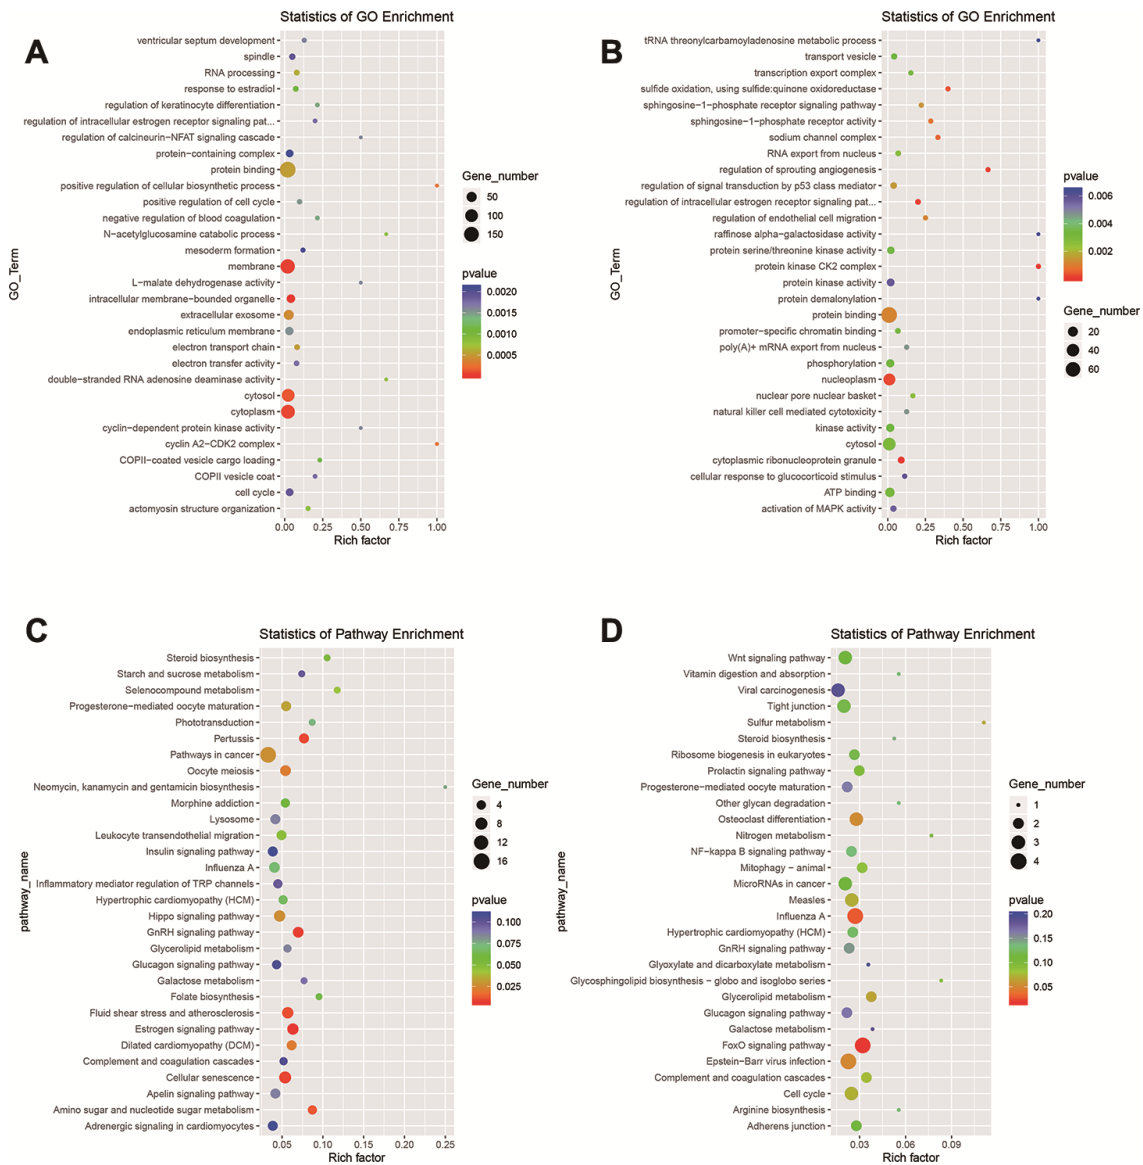 A
Statistics of GO Enrichment
ventricular septum development
spindle
RNA processing
response to estradiol
regulation of keratinocyte differentiation
regulation of intracellular estrogen receptor signaling pat...
regulation of calcineurin−NFAT signaling cascade
protein−containing complex
protein binding
positive regulation of cellular biosynthetic process
positive regulation of cell cycle
negative regulation of blood coagulation
N−acetylglucosamine catabolic process
mesoderm formation
membrane
L−malate dehydrogenase activity
intracellular membrane−bounded organelle
extracellular exosome
endoplasmic reticulum membrane
electron transport chain
electron transfer activity
double−stranded RNA adenosine deaminase activity
cytosol
cytoplasm
cyclin−dependent protein kinase activity
cyclin A2−CDK2 complex
COPII−coated vesicle cargo loading
COPII vesicle coat
cell cycle
actomyosin structure organization
GO_Term
0.00 0.25 0.50 0.75 1.00
Rich factor
Gene_number
50
100
150
pvalue
0.0020
0.0015
0.0010
0.0005
B
Statistics of GO Enrichment
tRNA threonylcarbamoyladenosine metabolic process
transport vesicle
transcription export complex
sulfide oxidation, using sulfide:quinone oxidoreductase
sphingosine−1−phosphate receptor signaling pathway
sphingosine−1−phosphate receptor activity
sodium channel complex
RNA export from nucleus
regulation of sprouting angiogenesis
regulation of signal transduction by p53 class mediator
regulation of intracellular estrogen receptor signaling pat...
regulation of endothelial cell migration
raffinose alpha−galactosidase activity
protein serine/threonine kinase activity
protein kinase CK2 complex
protein kinase activity
protein demalonylation
protein binding
promoter−specific chromatin binding
poly(A)+ mRNA export from nucleus
phosphorylation
nucleoplasm
nuclear pore nuclear basket
natural killer cell mediated cytotoxicity
kinase activity
cytosol
cytoplasmic ribonucleoprotein granule
cellular response to glucocorticoid stimulus
ATP binding
activation of MAPK activity
GO_Term
0.00 0.25 0.50 0.75 1.00
Rich factor
pvalue
0.006
0.004
0.002
Gene_number
20
40
60
C
Statistics of Pathway Enrichment
Steroid biosynthesis
Starch and sucrose metabolism
Selenocompound metabolism
Progesterone−mediated oocyte maturation
Phototransduction
Pertussis
Pathways in cancer
Oocyte meiosis
Neomycin, kanamycin and gentamicin biosynthesis
Morphine addiction
Lysosome
Leukocyte transendothelial migration
Insulin signaling pathway
Influenza A
Inflammatory mediator regulation of TRP channels
Hypertrophic cardiomyopathy (HCM)
Hippo signaling pathway
GnRH signaling pathway
Glycerolipid metabolism
Glucagon signaling pathway
Galactose metabolism
Folate biosynthesis
Fluid shear stress and atherosclerosis
Estrogen signaling pathway
Dilated cardiomyopathy (DCM)
Complement and coagulation cascades
Cellular senescence
Apelin signaling pathway
Amino sugar and nucleotide sugar metabolism
Adrenergic signaling in cardiomyocytes
pathway_name
0.05 0.10 0.15 0.20 0.25
Rich factor
Gene_number
4
8
12
16
pvalue
0.100
0.075
0.050
0.025
D
Statistics of Pathway Enrichment
Wnt signaling pathway
Vitamin digestion and absorption
Viral carcinogenesis
Tight junction
Sulfur metabolism
Steroid biosynthesis
Ribosome biogenesis in eukaryotes
Prolactin signaling pathway
Progesterone−mediated oocyte maturation
Other glycan degradation
Osteoclast differentiation
Nitrogen metabolism
NF−kappa B signaling pathway
Mitophagy − animal
MicroRNAs in cancer
Measles
Influenza A
Hypertrophic cardiomyopathy (HCM)
GnRH signaling pathway
Glyoxylate and dicarboxylate metabolism
Glycosphingolipid biosynthesis − globo and isoglobo series
Glycerolipid metabolism
Glucagon signaling pathway
Galactose metabolism
FoxO signaling pathway
Epstein−Barr virus infection
Complement and coagulation cascades
Cell cycle
Arginine biosynthesis
Adherens junction
pathway_name
0.03 0.06 0.09
Rich factor
Gene_number
1
2
3
4
pvalue
0.20
0.15
0.10
0.05